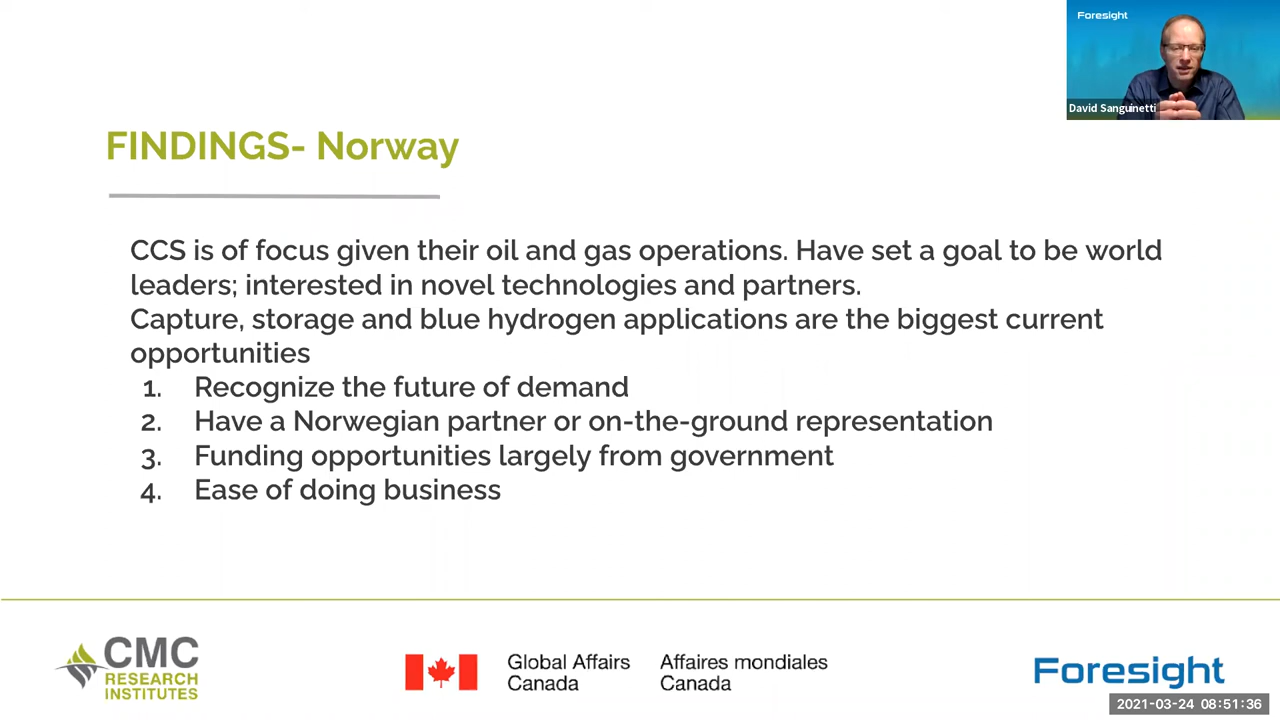 Foresight
David Sanguinetti
FINDINGS- Norway
CCS is of focus given their oil and gas operations. Have set a goal to be world
leaders; interested in novel technologies and partners.
Capture, storage and blue hydrogen applications are the biggest current
opportunities
1. Recognize the future of demand
2. Have a Norwegian partner or on-the-ground representation
3. Funding opportunities largely from government
4. Ease of doing business
CMC
RESEARCH
INSTITUTES
Global Affairs
Canada
Affaires mondiales
Canada
Foresight
2021-03-24 08:51:36